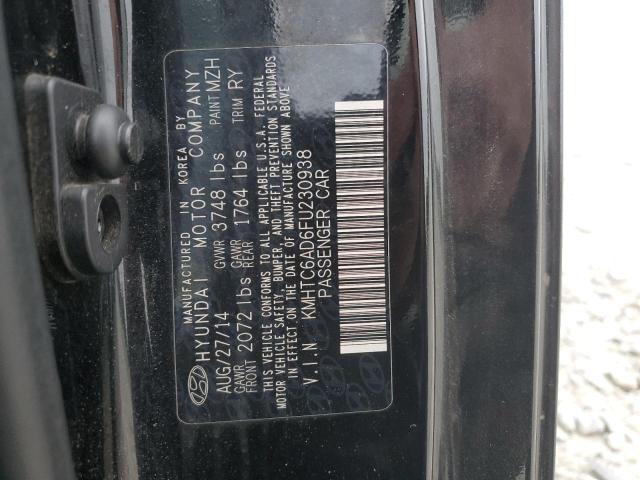 MANUFACTURED IN KOREA BY
HYUNDAI MOTOR COMPANY
AUG/27/14 GVWR 3748 lbs PAINT MZH
GAWR FRONT 2072 lbs GAWR REAR 1764 lbs TRIM RY
THIS VEHICLE CONFORMS TO ALL APPLICABLE U.S.A. FEDERAL
MOTOR VEHICLE SAFETY, BUMPER, AND THEFT PREVENTION STANDARDS
IN EFFECT ON THE DATE OF MANUFACTURE SHOWN ABOVE
V.I.N KMHTC6AD6FU230938
PASSENGER CAR